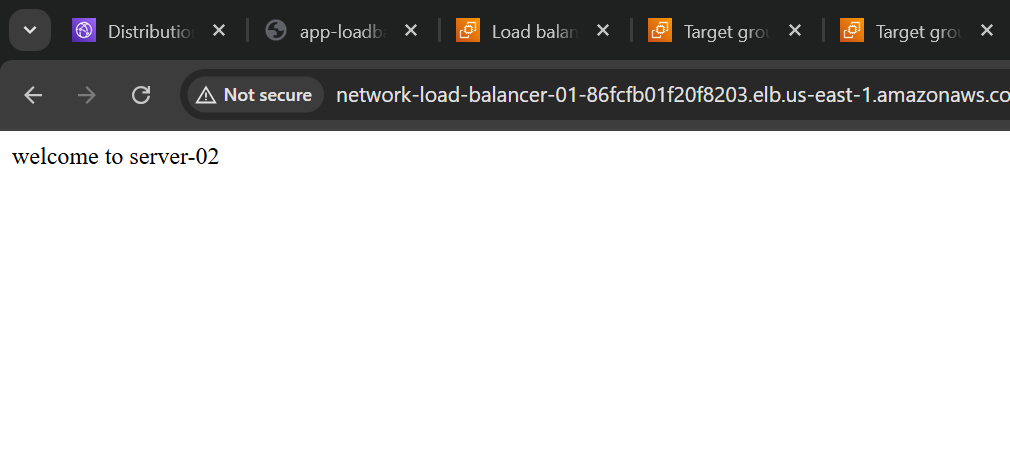 Distributio app-loadb Load balan Target grou Target grou
Not secure network-load-balancer-01-86fcfb01f20f8203.elb.us-east-1.amazonaws.co
welcome to server-02